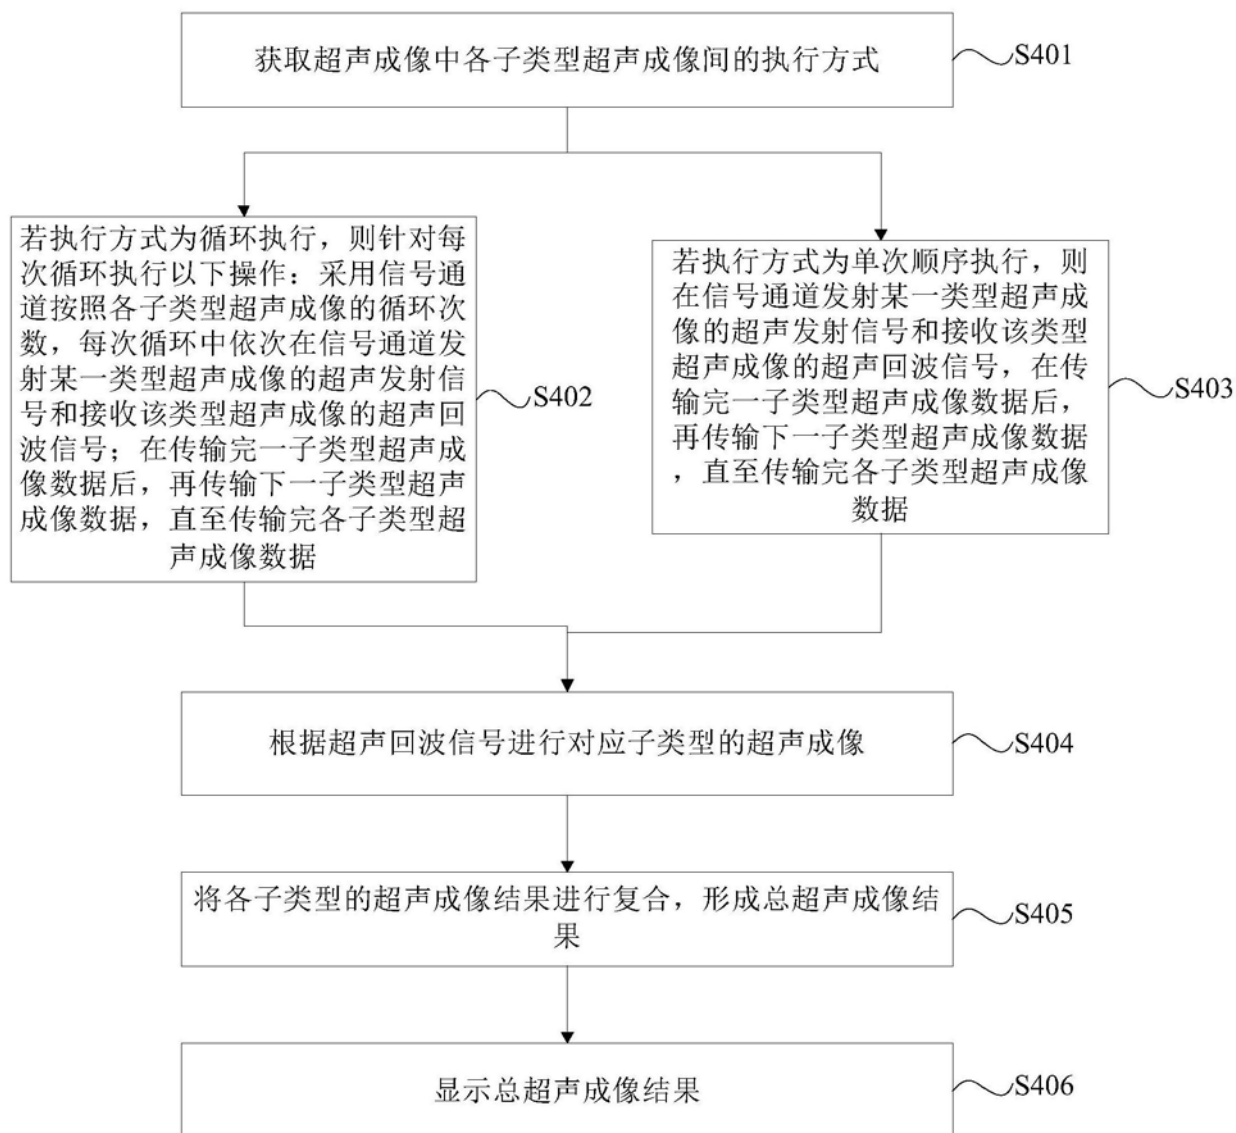 获取超声成像中各子类型超声成像间的执行方式
S401
若执行方式为循环执行，则针对每
次循环执行以下操作：采用信号通
道按照各子类型超声成像的循环次
数，每次循环中依次在信号通道发
射某一类型超声成像的超声发射信
号和接收该类型超声成像的超声回
波信号；在传输完一子类型超声成
像数据后，再传输下一子类型超声
成像数据，直至传输完各子类型超
声成像数据
S402
若执行方式为单次顺序执行，则
在信号通道发射某一类型超声成
像的超声发射信号和接收该类型
超声成像的超声回波信号，在传
输完一子类型超声成像数据后，
再传输下一子类型超声成像数据
，直至传输完各子类型超声成像
数据
S403
根据超声回波信号进行对应子类型的超声成像
S404
将各子类型的超声成像结果进行复合，形成总超声成像结
果
S405
显示总超声成像结果
S406